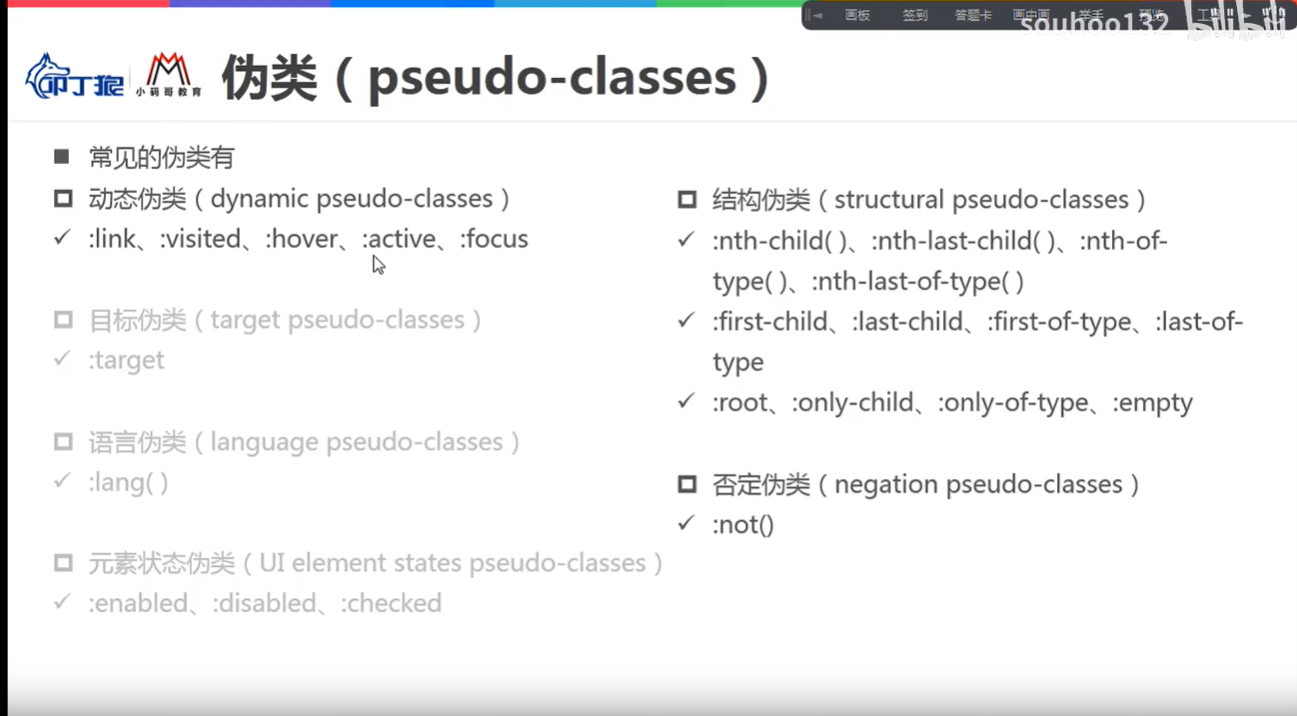 画板 签到 答题卡 画中画 举手 预览
souhoo132 bilibili
叩丁狼 小码哥教育 伪类（pseudo-classes）
常见的伪类有
动态伪类（dynamic pseudo-classes）
:link、:visited、:hover、:active、:focus
目标伪类（target pseudo-classes）
:target
语言伪类（language pseudo-classes）
:lang( )
元素状态伪类（UI element states pseudo-classes）
:enabled、:disabled、:checked
结构伪类（structural pseudo-classes）
:nth-child( )、:nth-last-child( )、:nth-of-
type( )、:nth-last-of-type( )
:first-child、:last-child、:first-of-type、:last-of-
type
:root、:only-child、:only-of-type、:empty
否定伪类（negation pseudo-classes）
:not()